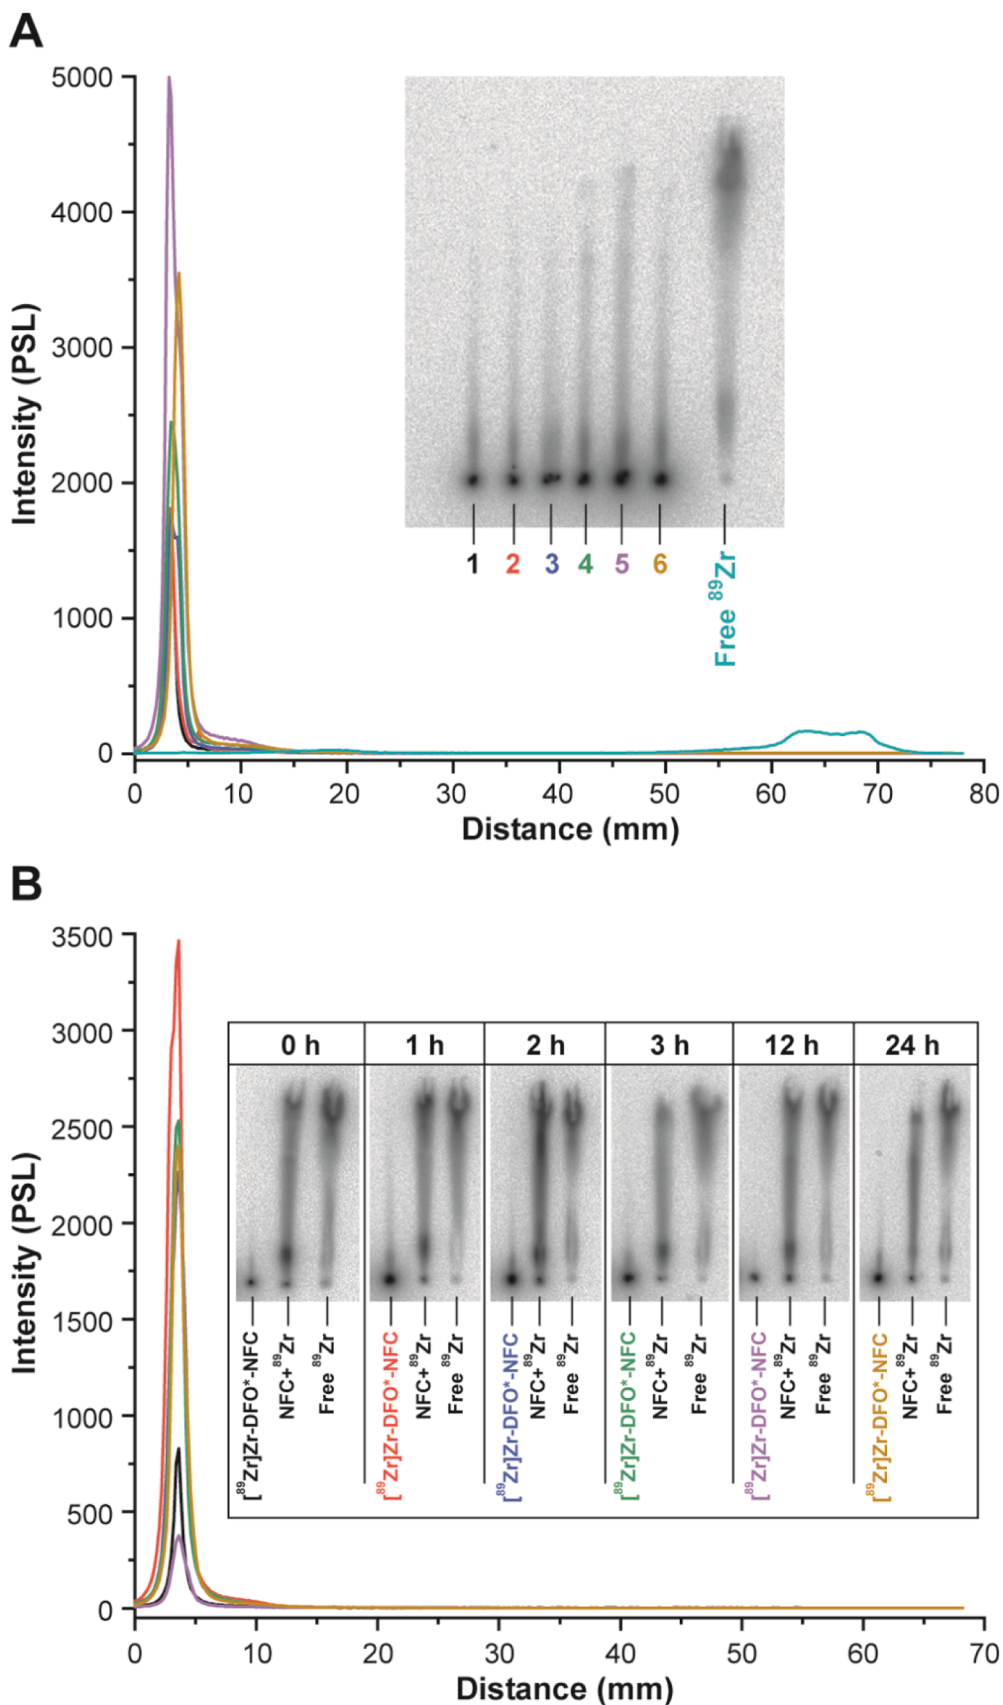 A
5000
4000
3000
2000
1000
0
Intensity (PSL)
1 2 3 4 5 6 Free ⁸⁹Zr
0 10 20 30 40 50 60 70 80
Distance (mm)
B
3500
3000
2500
2000
1500
1000
500
0
Intensity (PSL)
0 h 1 h 2 h 3 h 12 h 24 h
[⁸⁹Zr]Zr-DFO*-NFC
NFC+ ⁸⁹Zr
Free ⁸⁹Zr
[⁸⁹Zr]Zr-DFO*-NFC
NFC+ ⁸⁹Zr
Free ⁸⁹Zr
[⁸⁹Zr]Zr-DFO*-NFC
NFC+ ⁸⁹Zr
Free ⁸⁹Zr
[⁸⁹Zr]Zr-DFO*-NFC
NFC+ ⁸⁹Zr
Free ⁸⁹Zr
[⁸⁹Zr]Zr-DFO*-NFC
NFC+ ⁸⁹Zr
Free ⁸⁹Zr
[⁸⁹Zr]Zr-DFO*-NFC
NFC+ ⁸⁹Zr
Free ⁸⁹Zr
0 10 20 30 40 50 60 70
Distance (mm)